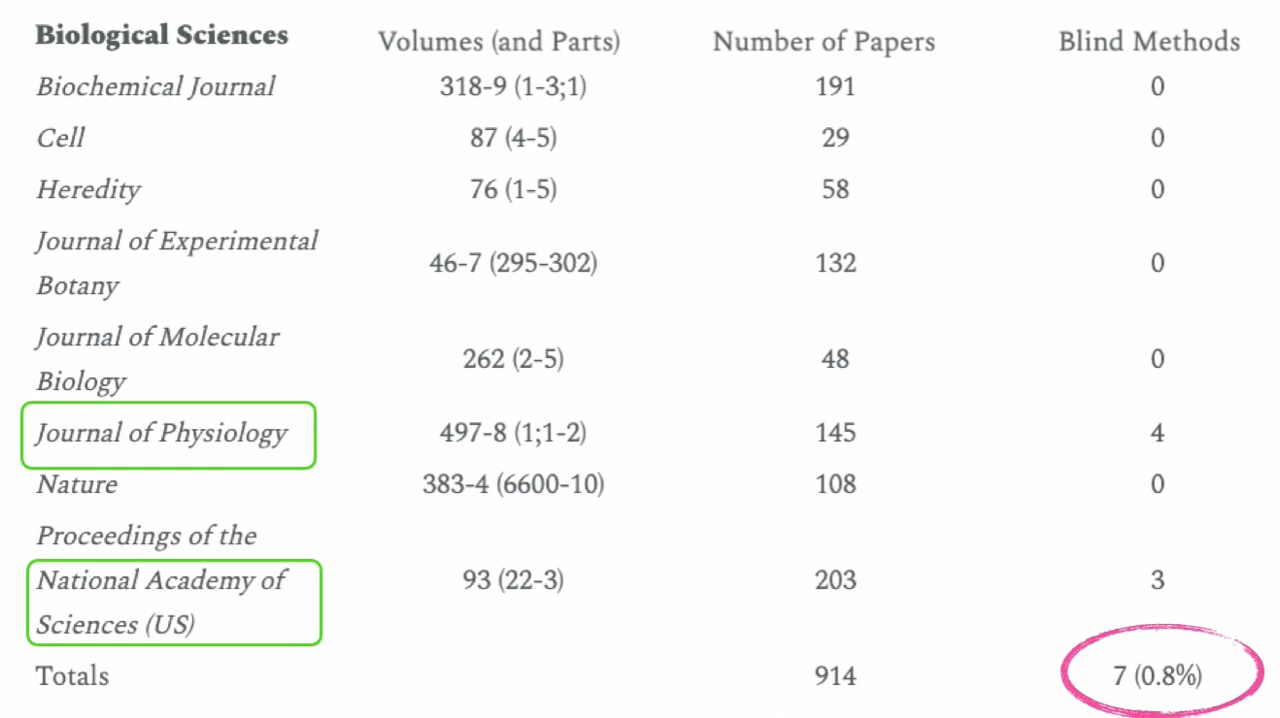 Biological Sciences Volumes (and Parts) Number of Papers Blind Methods
Biochemical Journal 318-9 (1-3;1) 191 0
Cell 87 (4-5) 29 0
Heredity 76 (1-5) 58 0
Journal of Experimental
Botany 46-7 (295-302) 132 0
Journal of Molecular
Biology 262 (2-5) 48 0
Journal of Physiology 497-8 (1;1-2) 145 4
Nature 383-4 (6600-10) 108 0
Proceedings of the
National Academy of 93 (22-3) 203 3
Sciences (US)
Totals 914 7 (0.8%)